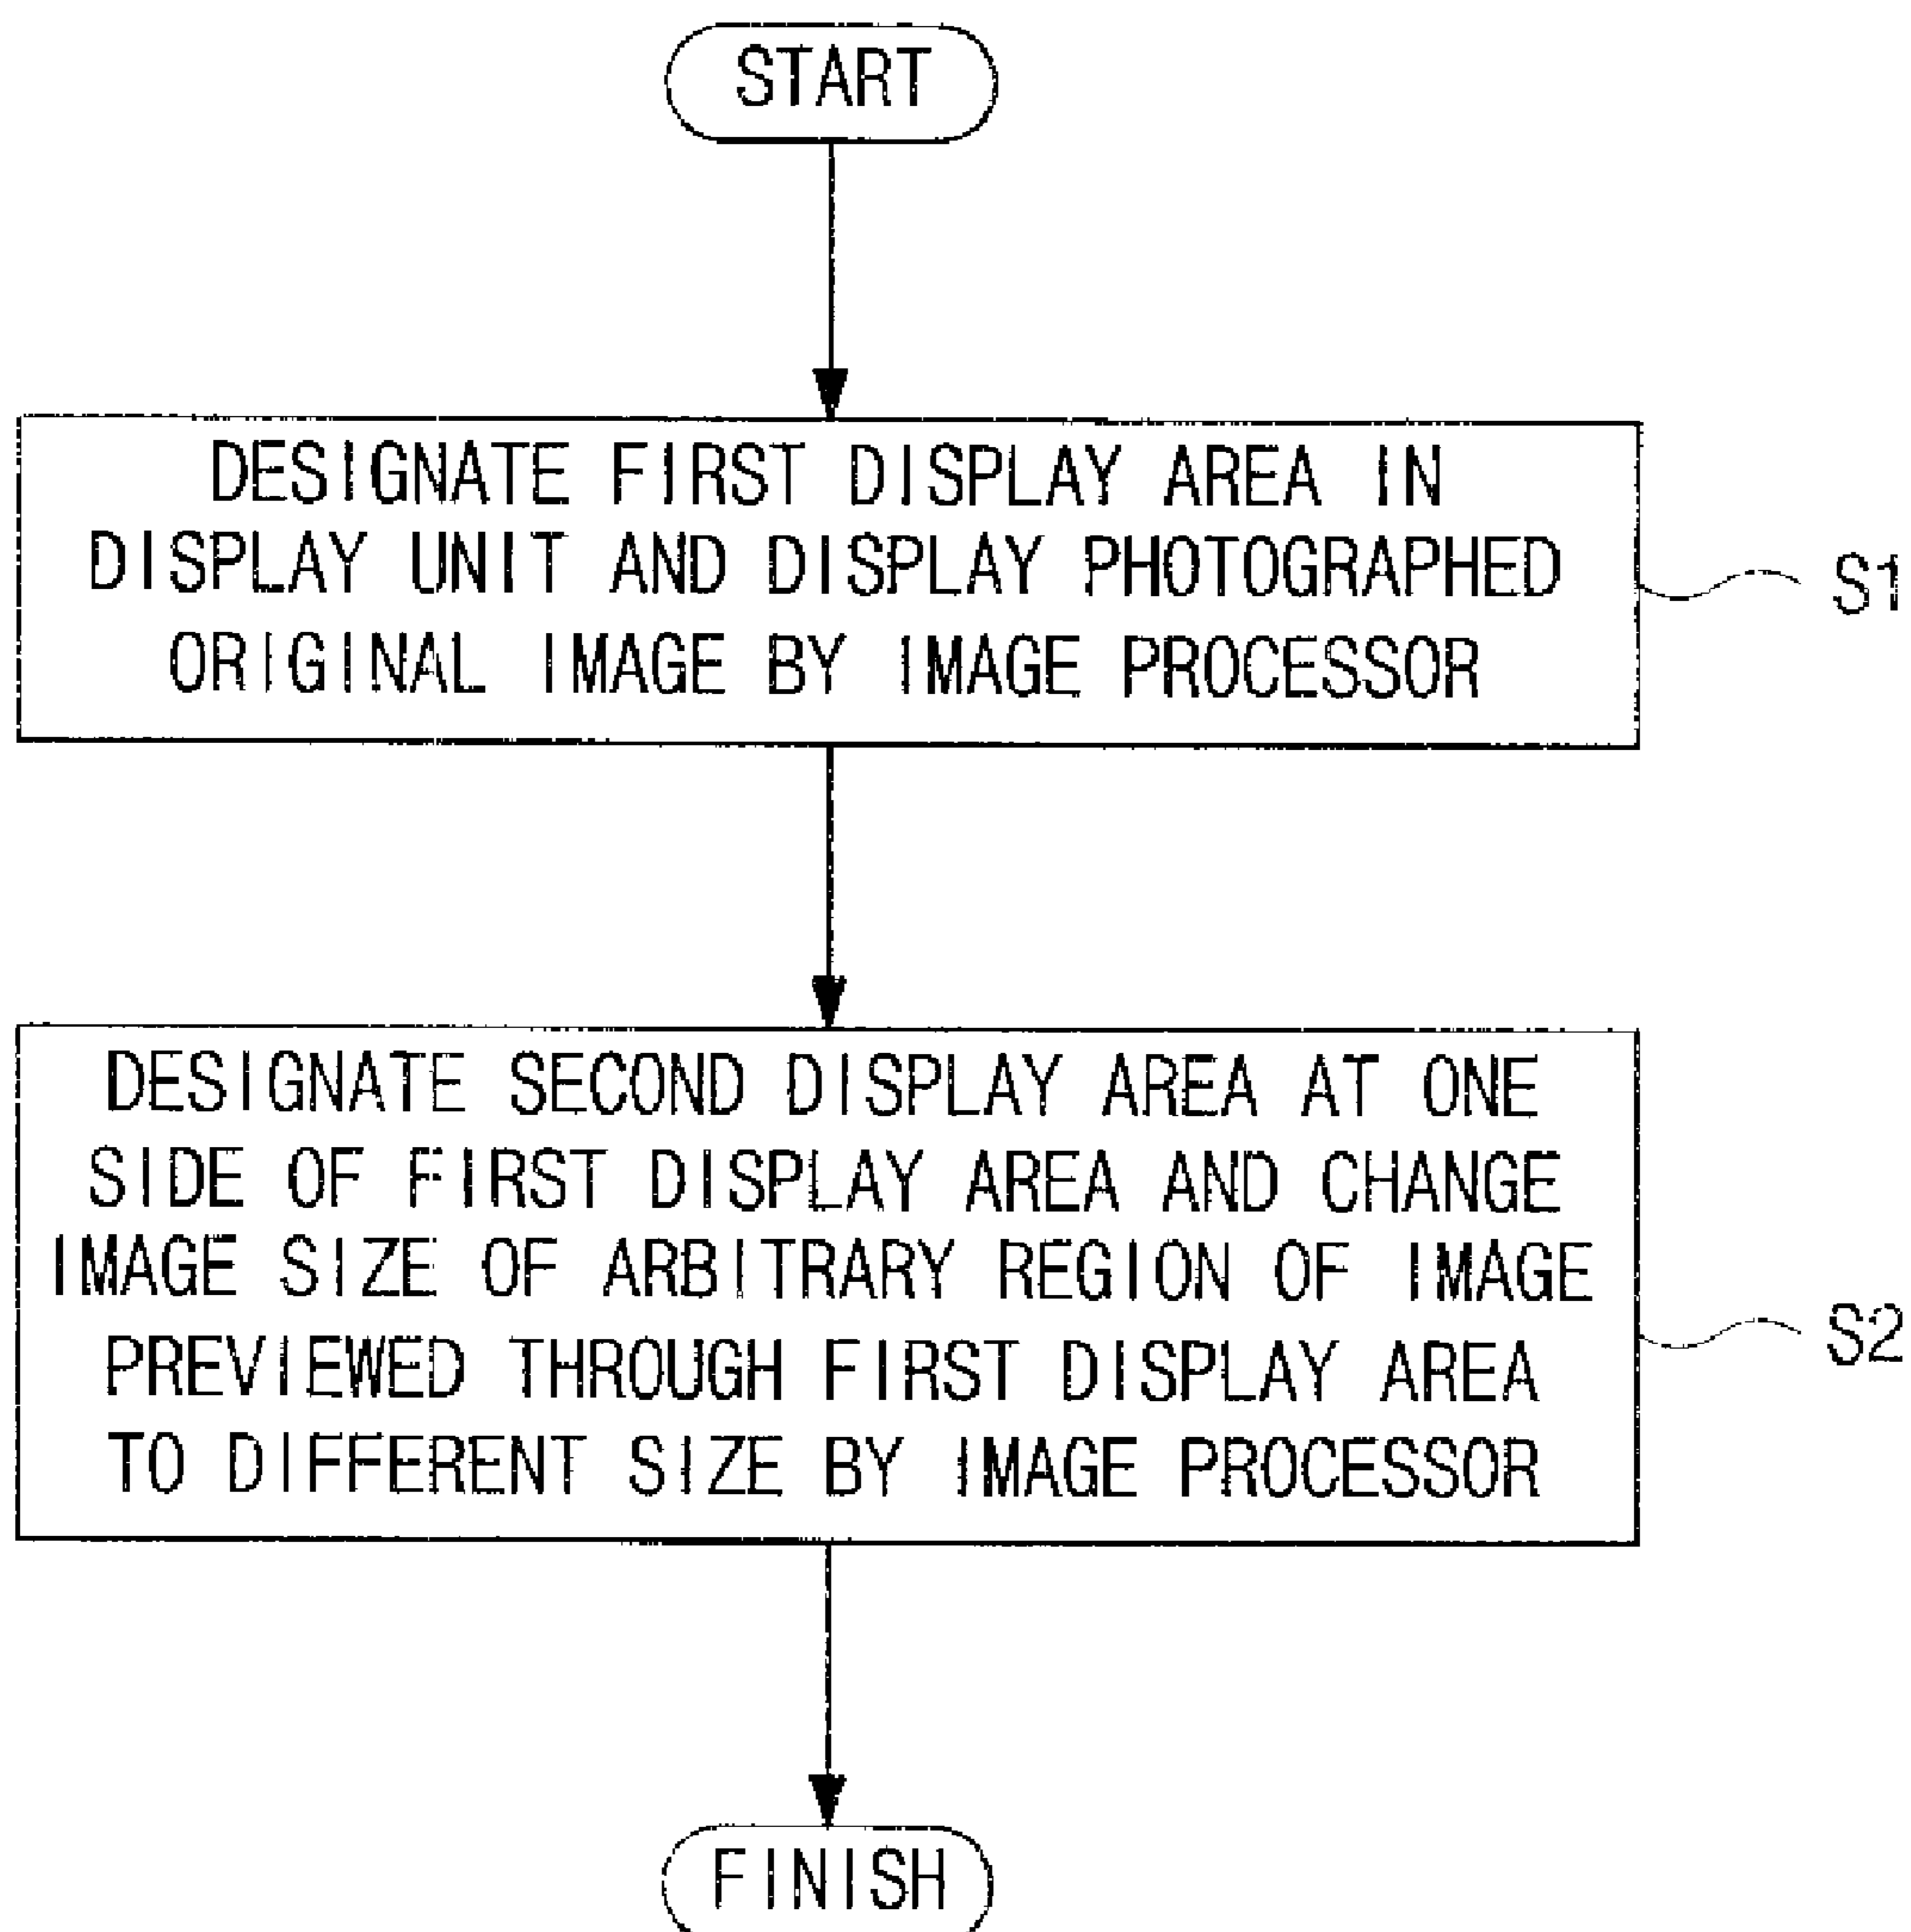 START
DESIGNATE FIRST DISPLAY AREA IN
DISPLAY UNIT AND DISPLAY PHOTOGRAPHED
ORIGINAL IMAGE BY IMAGE PROCESSOR
S1
DESIGNATE SECOND DISPLAY AREA AT ONE
SIDE OF FIRST DISPLAY AREA AND CHANGE
IMAGE SIZE OF ARBITRARY REGION OF IMAGE
PREVIEWED THROUGH FIRST DISPLAY AREA
TO DIFFERENT SIZE BY IMAGE PROCESSOR
S2
FINISH